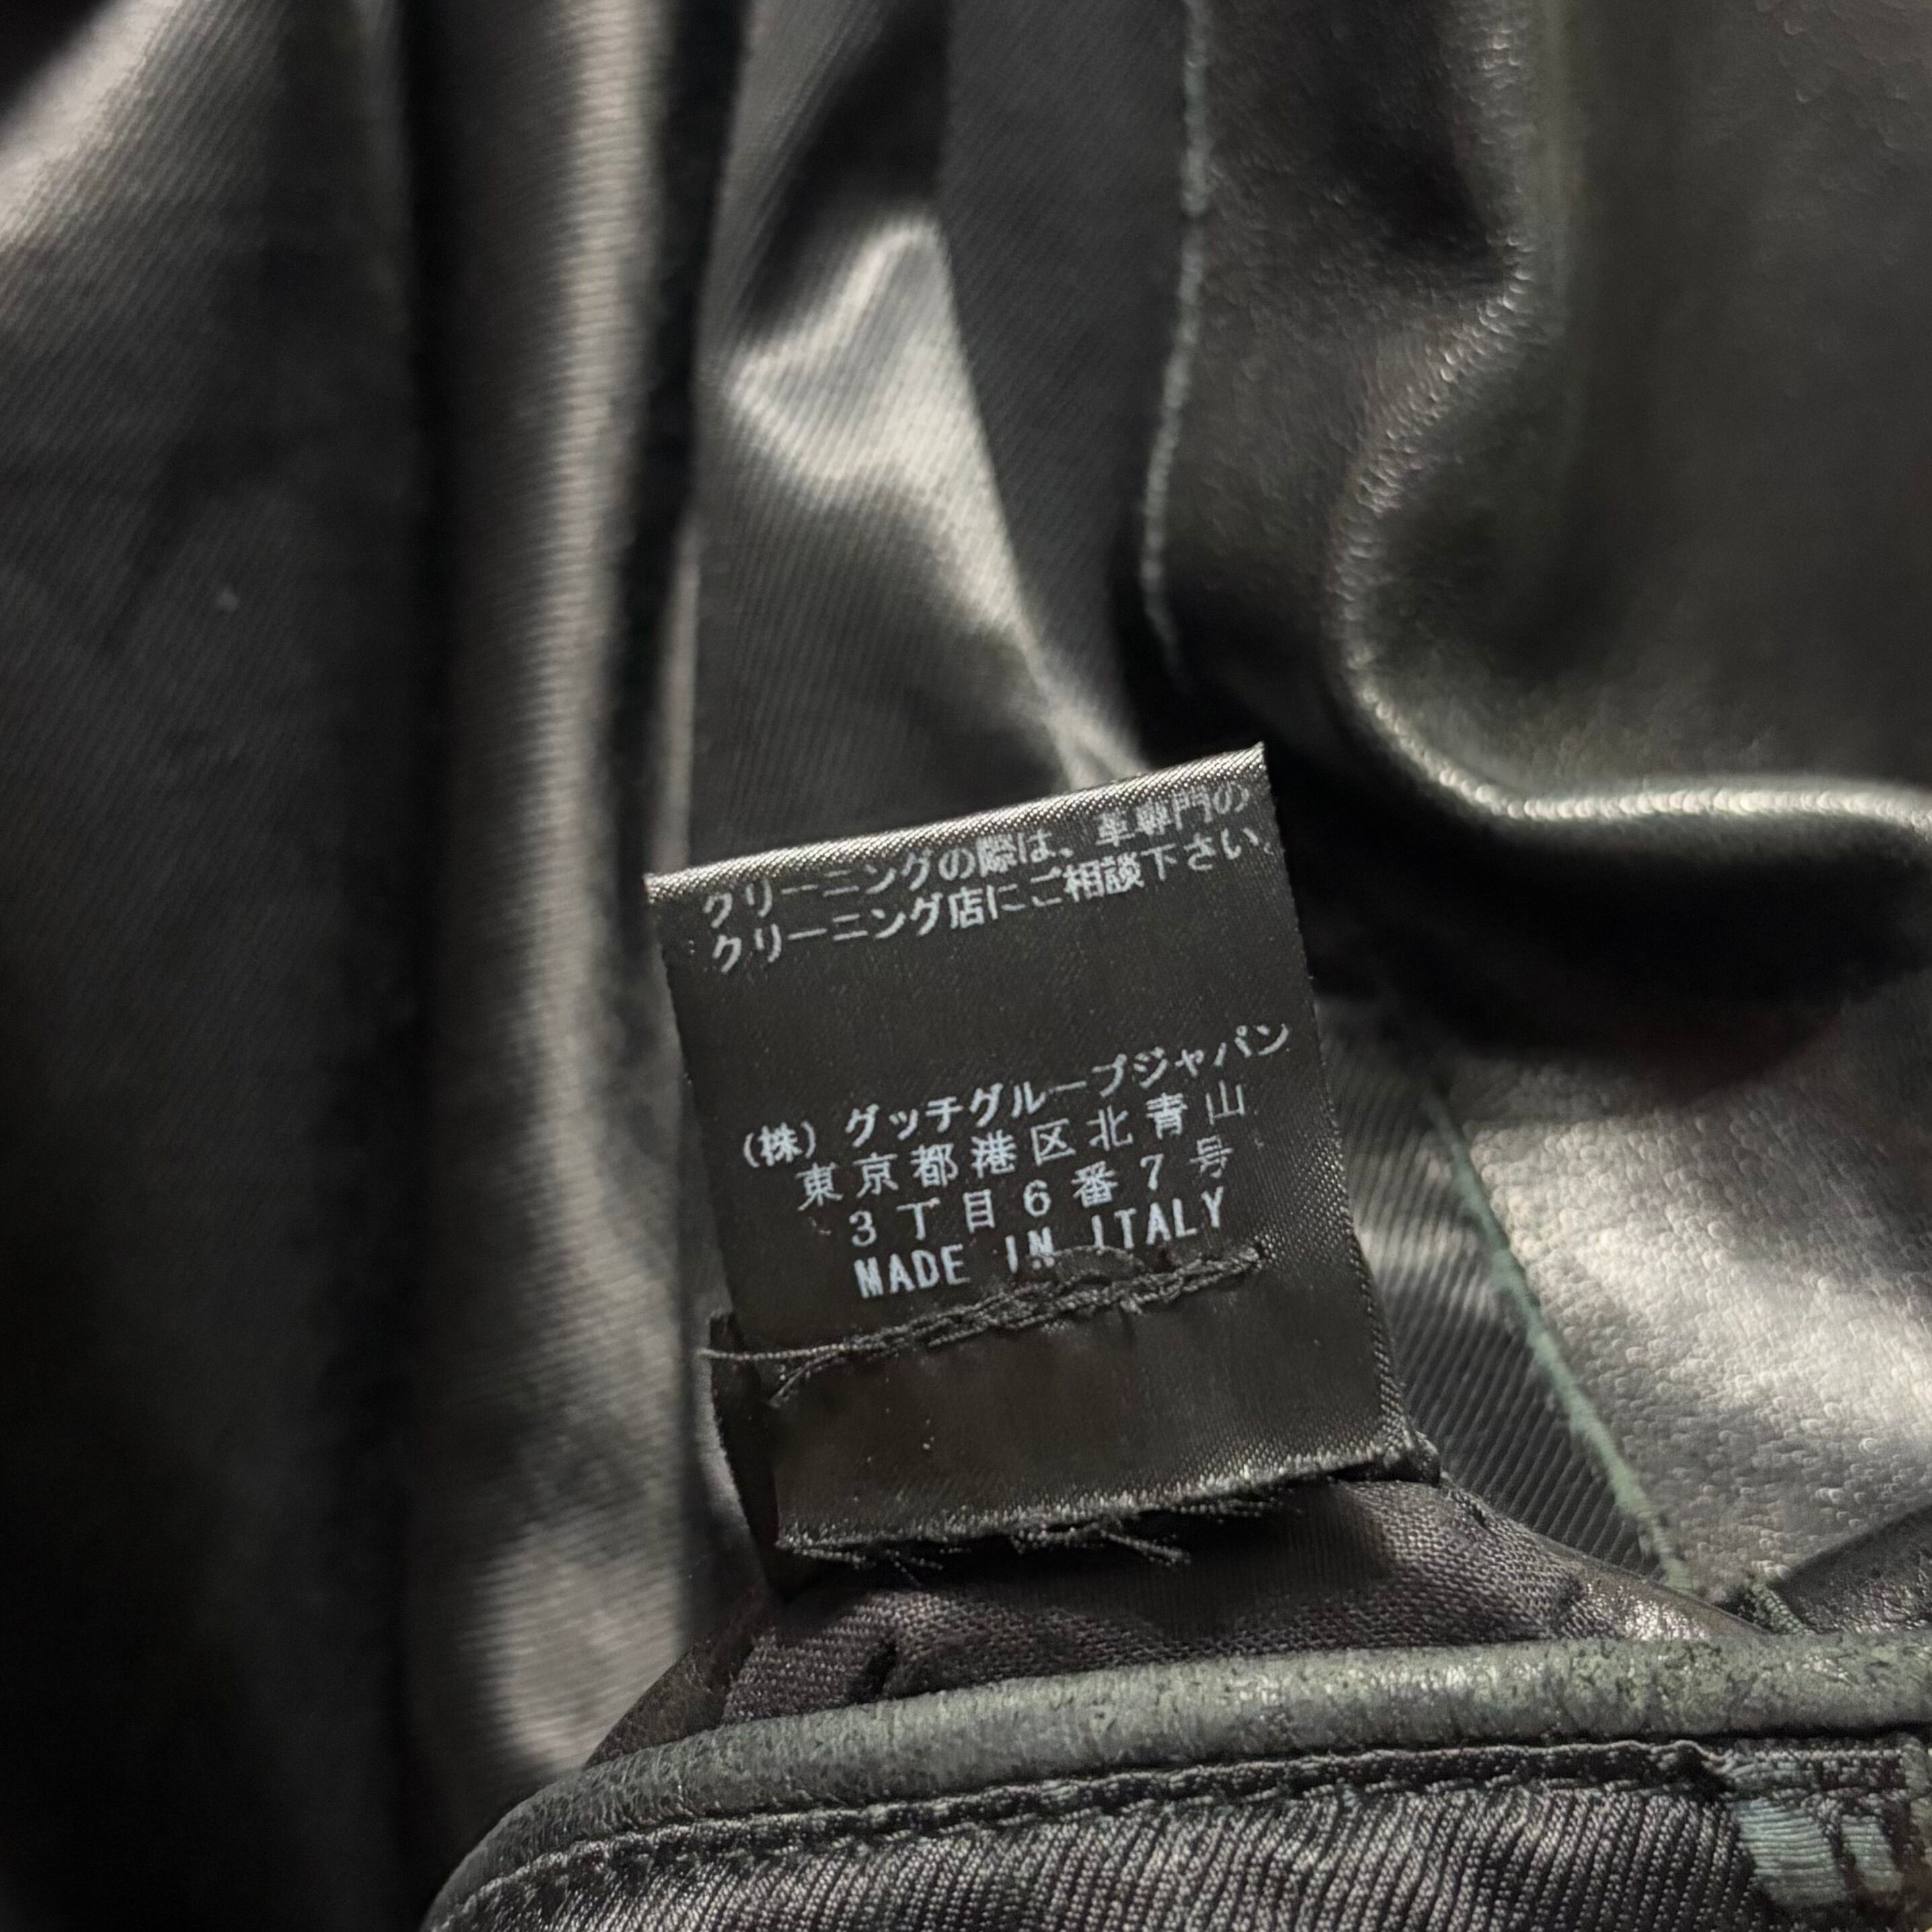 クリーニングの際は、革専門の
クリーニング店にご相談下さい。
(株) グッチグループジャパン
東京都港区北青山
3丁目6番7号
MADE IN ITALY